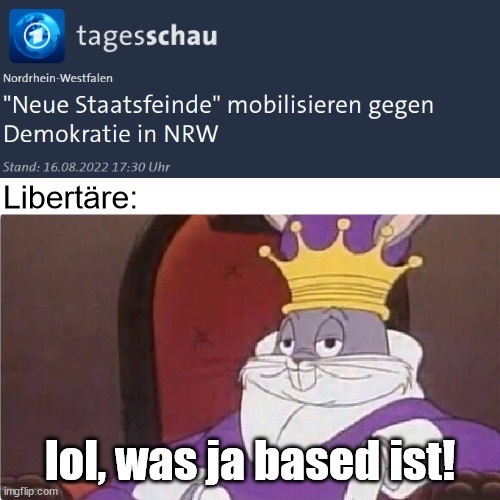 tagesschau
Nordrhein-Westfalen
"Neue Staatsfeinde" mobilisieren gegen
Demokratie in NRW
Stand: 16.08.2022 17:30 Uhr
Libertäre:
lol, was ja based ist!
imgflip.com